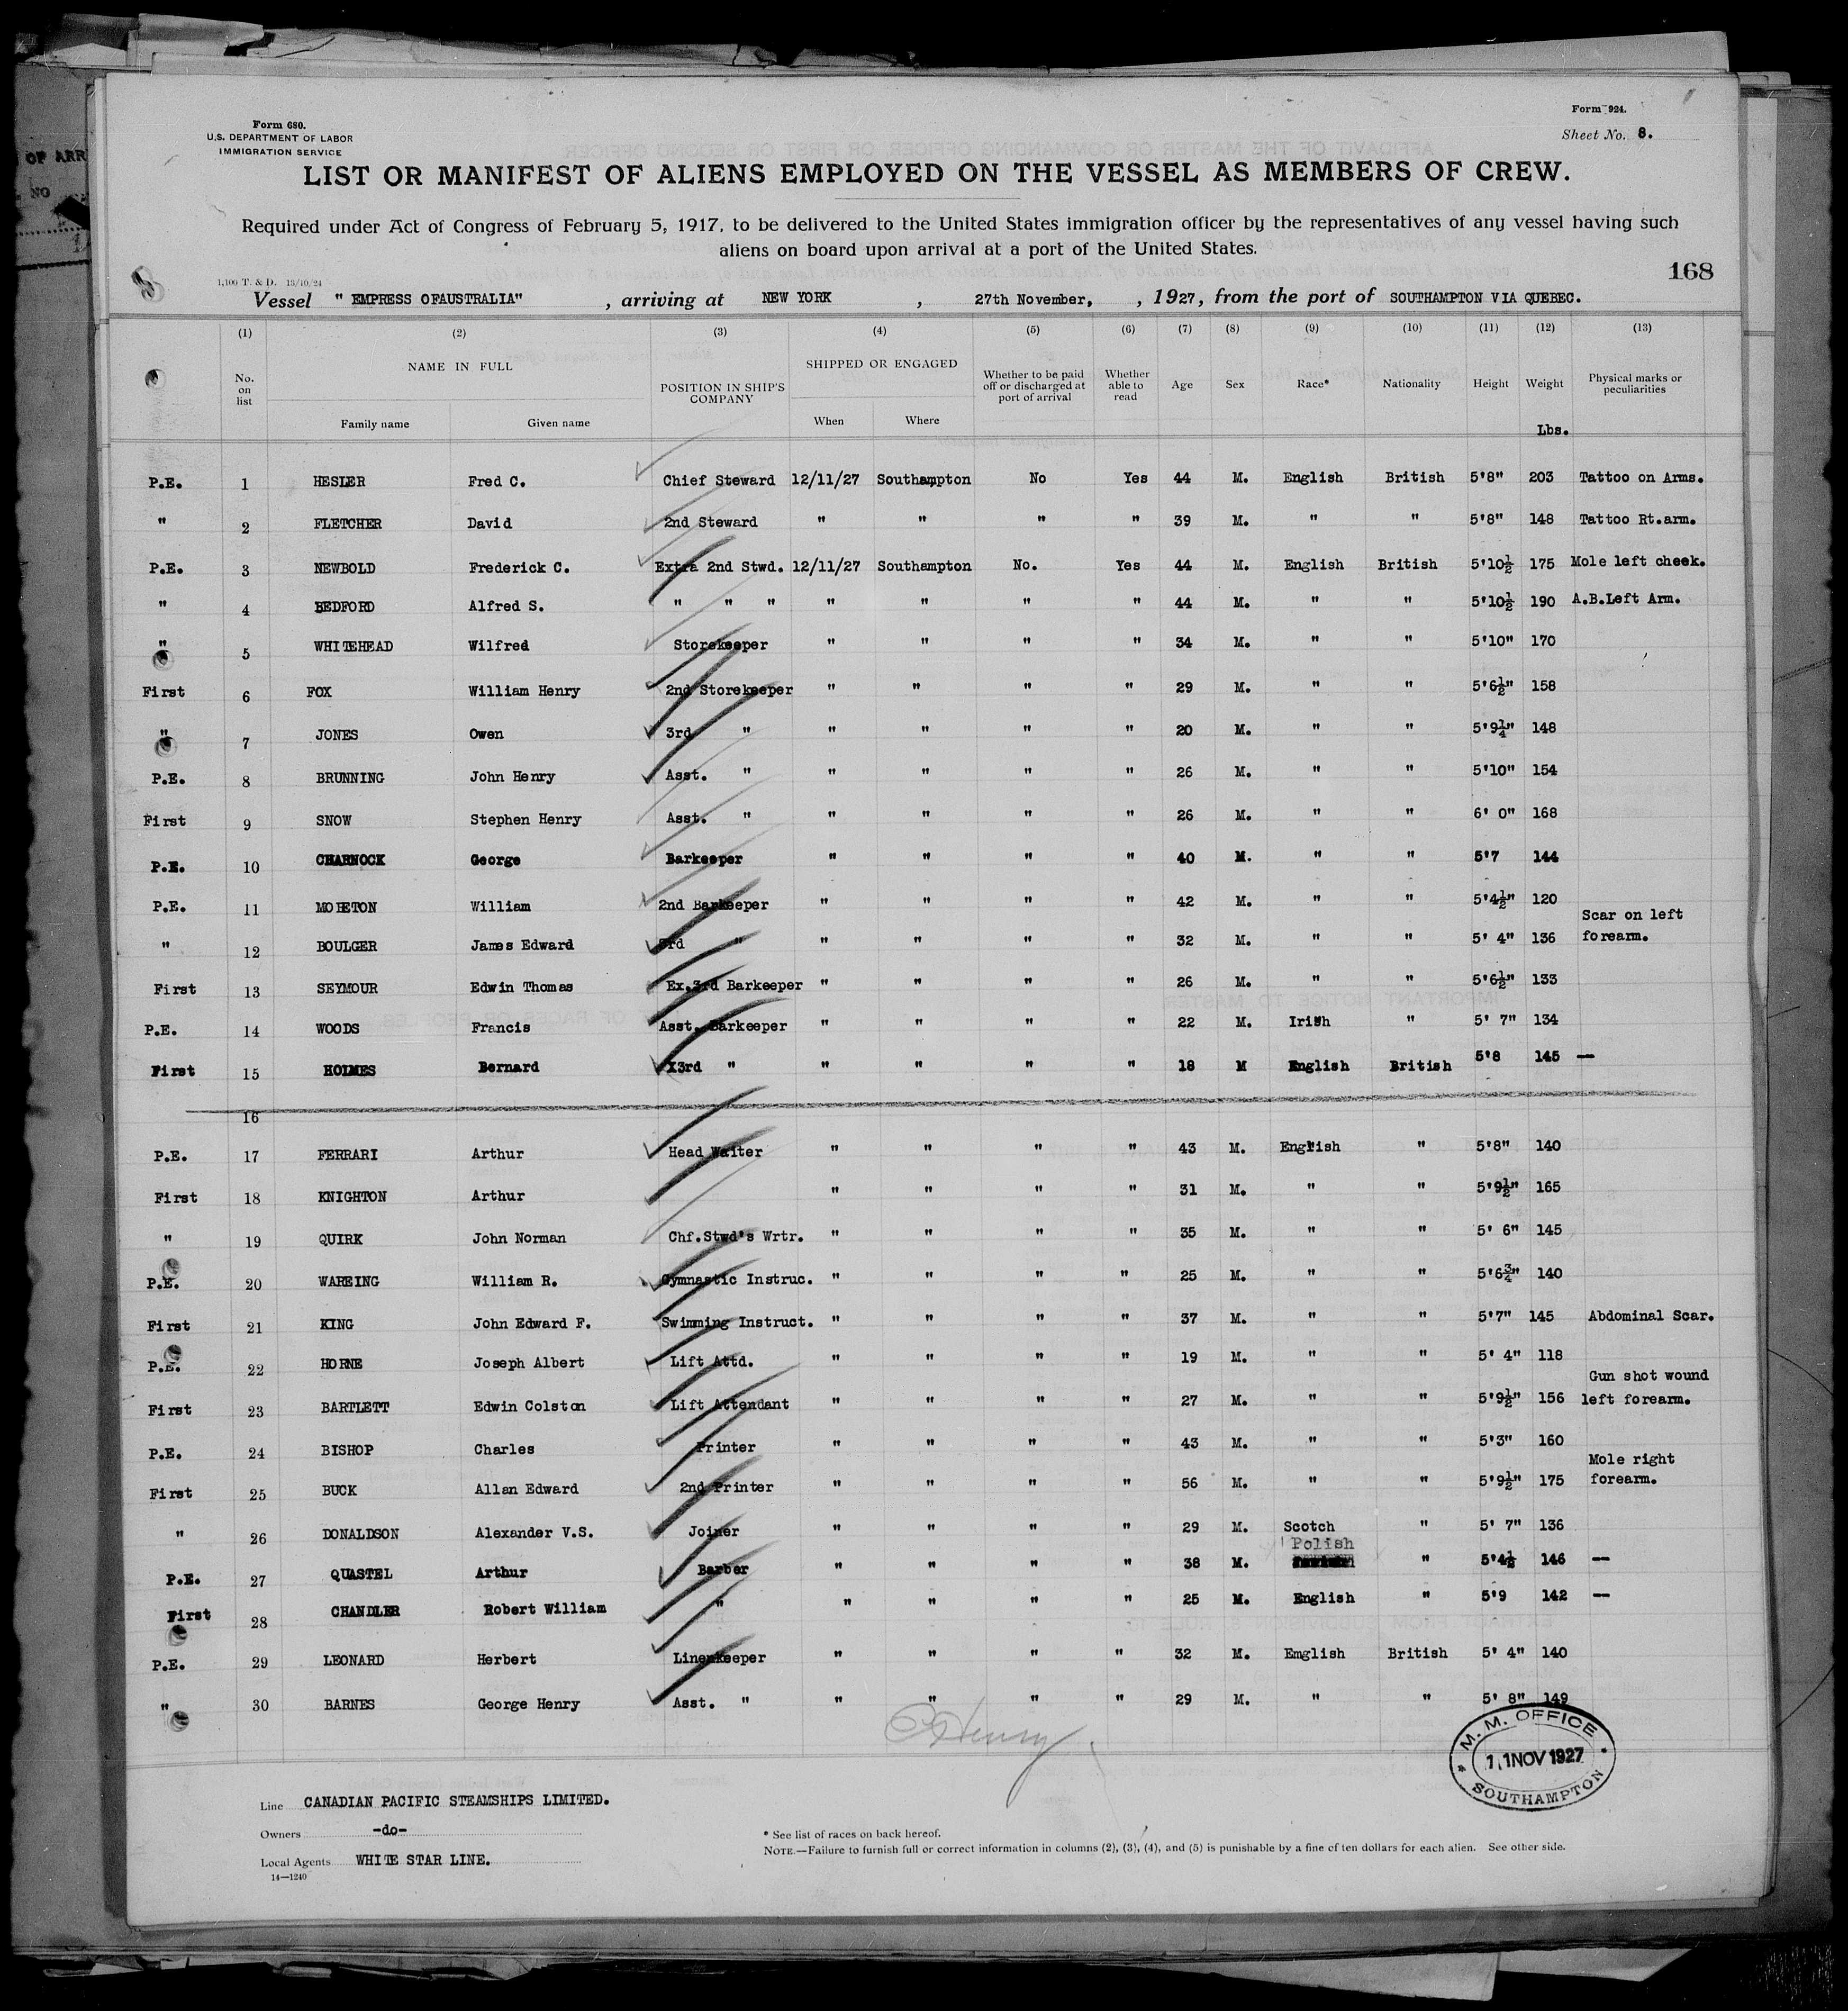 OF ARR
NO
Form 680.
U.S. DEPARTMENT OF LABOR
IMMIGRATION SERVICE
Form 924.
Sheet No. 8.
LIST OR MANIFEST OF ALIENS EMPLOYED ON THE VESSEL AS MEMBERS OF CREW.
Required under Act of Congress of February 5, 1917, to be delivered to the United States immigration officer by the representatives of any vessel having such
aliens on board upon arrival at a port of the United States.
168
1,100 T. & D. 13/10/24
Vessel " EMPRESS OFAUSTRALIA" , arriving at NEW YORK , 27th November, , 1927, from the port of SOUTHAMPTON VIA QUEBEC.
(1) (2) (3) (4) (5) (6) (7) (8) (9) (10) (11) (12) (13)
No. on list NAME IN FULL Family name Given name POSITION IN SHIP'S COMPANY SHIPPED OR ENGAGED When Where Whether to be paid off or discharged at port of arrival Whether able to read Age Sex Race* Nationality Height Weight Physical marks or peculiarities
Lbs.
P.E. 1 HESLER Fred C. Chief Steward 12/11/27 Southampton No Yes 44 M. English British 5'8" 203 Tattoo on Arms.
" 2 FLETCHER David 2nd Steward " " " " 39 M. " " 5'8" 148 Tattoo Rt.arm.
P.E. 3 NEWBOLD Frederick C. Extra 2nd Stwd. 12/11/27 Southampton No. Yes 44 M. English British 5'10½ 175 Mole left cheek.
" 4 BEDFORD Alfred S. " " " " " " " 44 M. " " 5'10½ 190 A.B.Left Arm.
" 5 WHITEHEAD Wilfred Storekeeper " " " " 34 M. " " 5'10" 170
First 6 FOX William Henry 2nd Storekeeper " " " " 29 M. " " 5'6½" 158
" 7 JONES Owen 3rd " " " " " 20 M. " " 5'9¼" 148
P.E. 8 BRUNNING John Henry Asst. " " " " " 26 M. " " 5'10" 154
First 9 SNOW Stephen Henry Asst. " " " " " 26 M. " " 6' 0" 168
P.E. 10 CHARNOCK George Barkeeper " " " " 40 M. " " 5'7 144
P.E. 11 MORETON William 2nd Barkeeper " " " " 42 M. " " 5'4½" 120
" 12 BOULGER James Edward 3rd " " " " " 32 M. " " 5' 4" 136 Scar on left forearm.
First 13 SEYMOUR Edwin Thomas Ex.3rd Barkeeper " " " " 26 M. " " 5'6½" 133
P.E. 14 WOODS Francis Asst. Barkeeper " " " " 22 M. Irish " 5' 7" 134
First 15 HOLMES Bernard X3rd " " " " " 18 M English British 5'8 145 —
16
P.E. 17 FERRARI Arthur Head Waiter " " " " 43 M. English " 5'8" 140
First 18 KNIGHTON Arthur " " " " 31 M. " " 5'9½" 165
" 19 QUIRK John Norman Chf.Stwd's Wrtr. " " " " 35 M. " " 5' 6" 145
P.E. 20 WAREING William R. Gymnastic Instruc. " " " " 25 M. " " 5'6¾" 140
First 21 KING John Edward F. Swimming Instruct. " " " " 37 M. " " 5'7" 145 Abdominal Scar.
P.E. 22 HORNE Joseph Albert Lift Attd. " " " " 19 M. " " 5' 4" 118
First 23 BARTLETT Edwin Colston Lift Attendant " " " " 27 M. " " 5'9½" 156 Gun shot wound left forearm.
P.E. 24 BISHOP Charles Printer " " " " 43 M. " " 5'3" 160
First 25 BUCK Allan Edward 2nd Printer " " " " 56 M. " " 5'9½" 175 Mole right forearm.
" 26 DONALDSON Alexander V.S. Joiner " " " " 29 M. Scotch " 5' 7" 136
P.E. 27 QUASTEL Arthur Barber " " " " 38 M. Polish " 5'4½ 146 —
First 28 CHANDLER Robert William " " " " " 25 M. English " 5'9 142 —
P.E. 29 LEONARD Herbert Linenkeeper " " " " 32 M. Emglish British 5' 4" 140
" 30 BARNES George Henry Asst. " " " " " 29 M. " " 5' 8" 149
Henry
M. M. OFFICE
11NOV1927
SOUTHAMPTON
Line CANADIAN PACIFIC STEAMSHIPS LIMITED.
Owners -do-
Local Agents WHITE STAR LINE.
14—1240
* See list of races on back hereof.
NOTE.—Failure to furnish full or correct information in columns (2), (3), (4), and (5) is punishable by a fine of ten dollars for each alien. See other side.